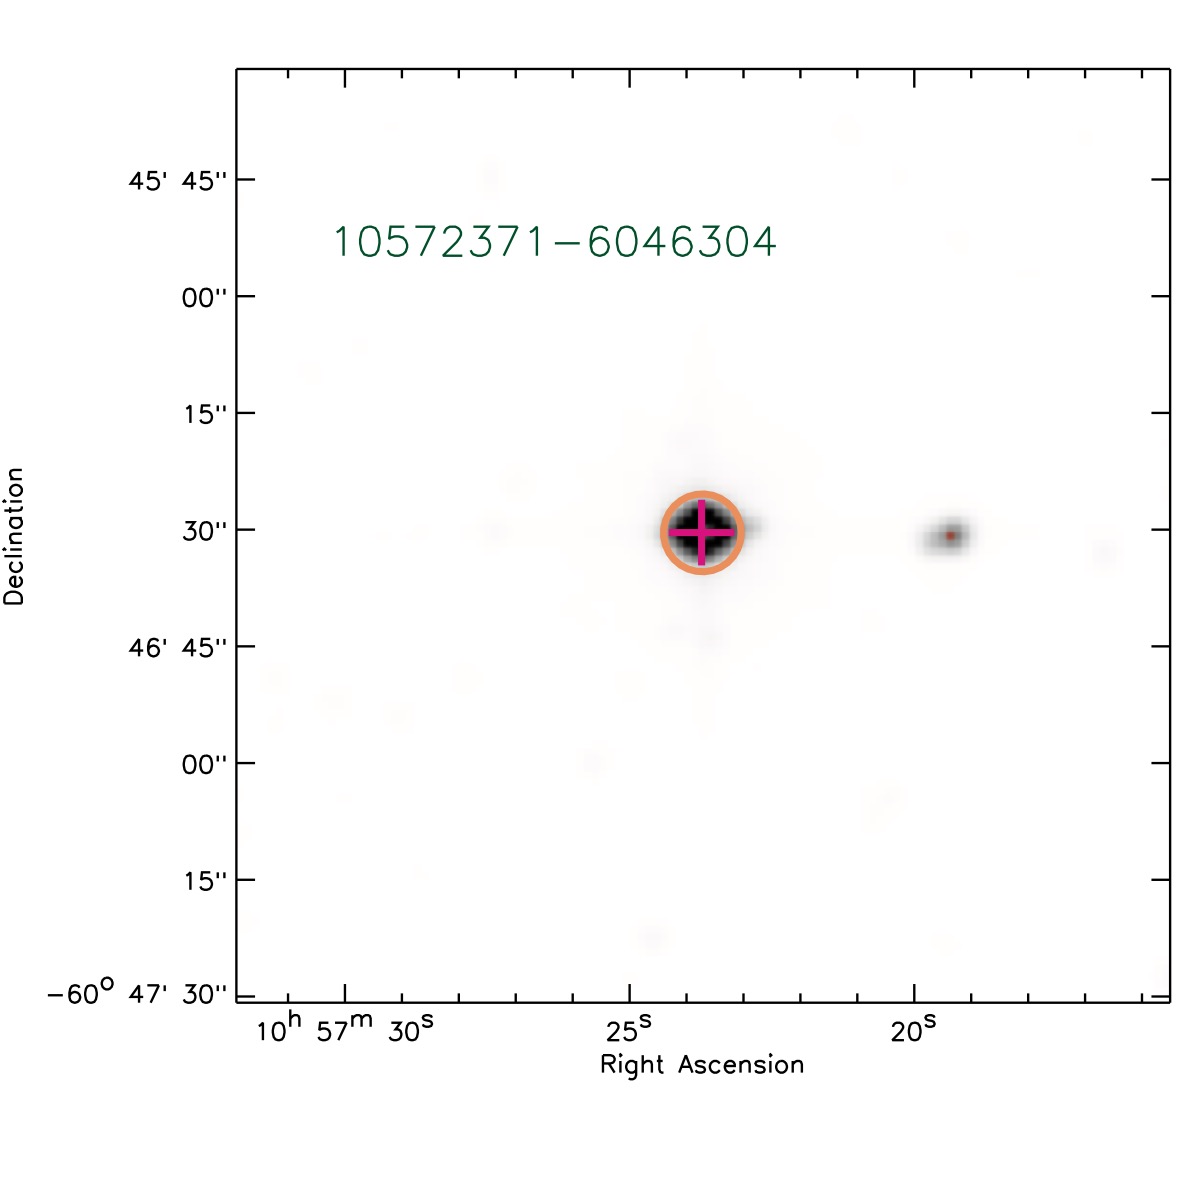 10572371-6046304
45' 45"
00"
15"
30"
46' 45"
00"
15"
-60° 47' 30"
10h 57m 30s 25s 20s
Right Ascension
Declination